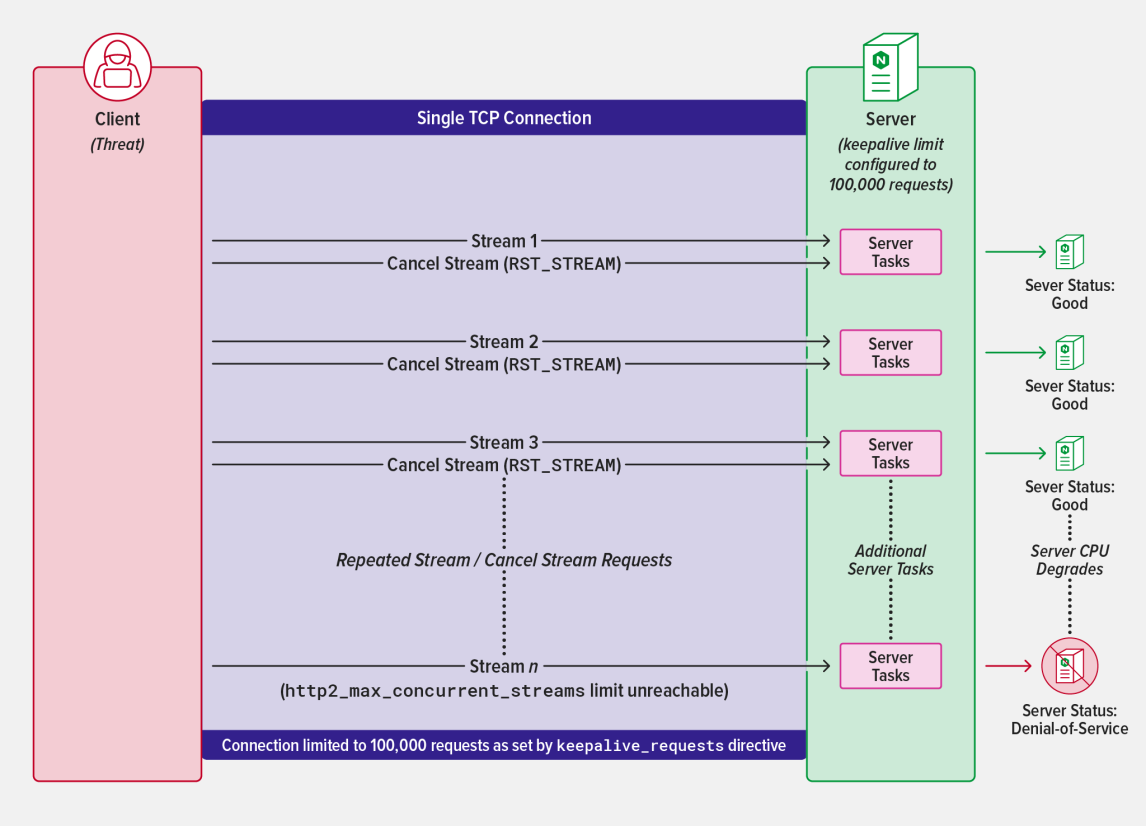 Client
(Threat)
Single TCP Connection
Server
(keepalive limit
configured to
100,000 requests)
Stream 1
Cancel Stream (RST_STREAM)
Server
Tasks
Sever Status:
Good
Stream 2
Cancel Stream (RST_STREAM)
Server
Tasks
Sever Status:
Good
Stream 3
Cancel Stream (RST_STREAM)
Server
Tasks
Sever Status:
Good
Repeated Stream / Cancel Stream Requests
Additional
Server Tasks
Server CPU
Degrades
Stream n
(http2_max_concurrent_streams limit unreachable)
Server
Tasks
Server Status:
Denial-of-Service
Connection limited to 100,000 requests as set by keepalive_requests directive